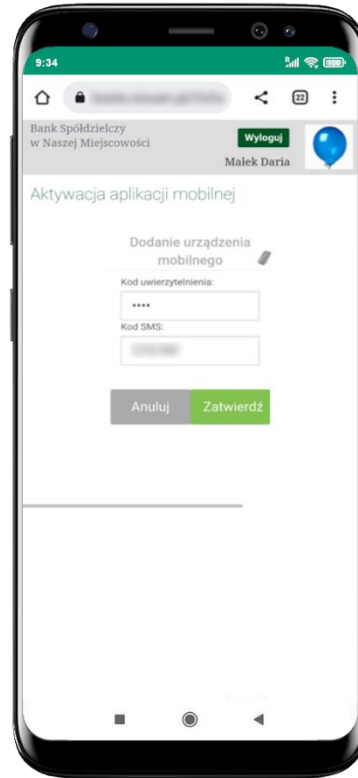 9:34
22
Bank Spółdzielczy
w Naszej Miejscowości
Wyloguj
Małek Daria
Aktywacja aplikacji mobilnej
Dodanie urządzenia
mobilnego
Kod uwierzytelnienia:
••••
Kod SMS:
Anuluj
Zatwierdź